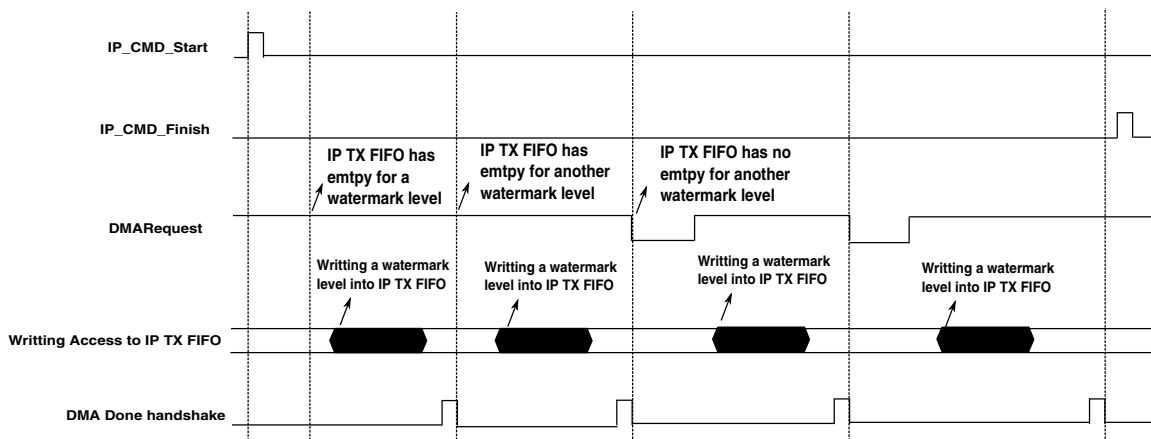 IP_CMD_Start
IP_CMD_Finish
IP TX FIFO has
emtpy for a
watermark level
IP TX FIFO has
emtpy for another
watermark level
IP TX FIFO has no
emtpy for another
watermark level
DMARequest
Writting a watermark
level into IP TX FIFO
Writting a watermark
level into IP TX FIFO
Writting a watermark
level into IP TX FIFO
Writting a watermark
level into IP TX FIFO
Writting Access to IP TX FIFO
DMA Done handshake